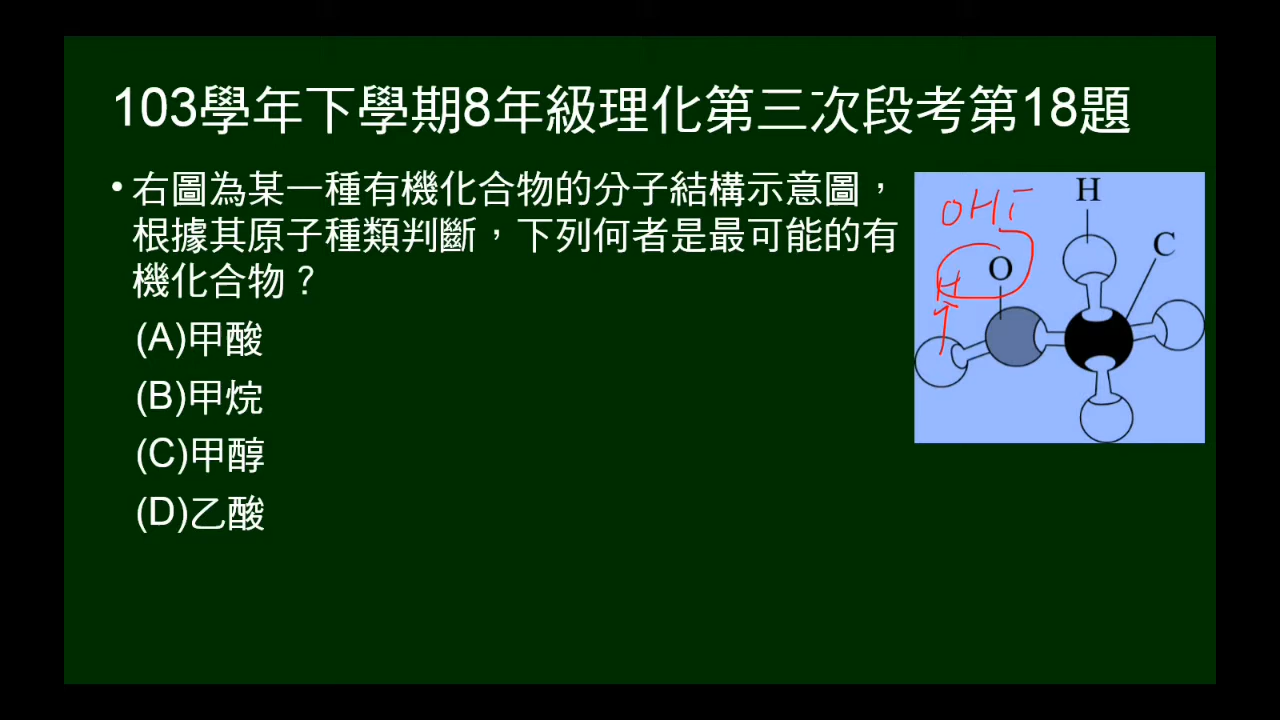 103學年下學期8年級理化第三次段考第18題
•右圖為某一種有機化合物的分子結構示意圖，
根據其原子種類判斷，下列何者是最可能的有
機化合物？
(A)甲酸
(B)甲烷
(C)甲醇
(D)乙酸
H
OH
C
O
H